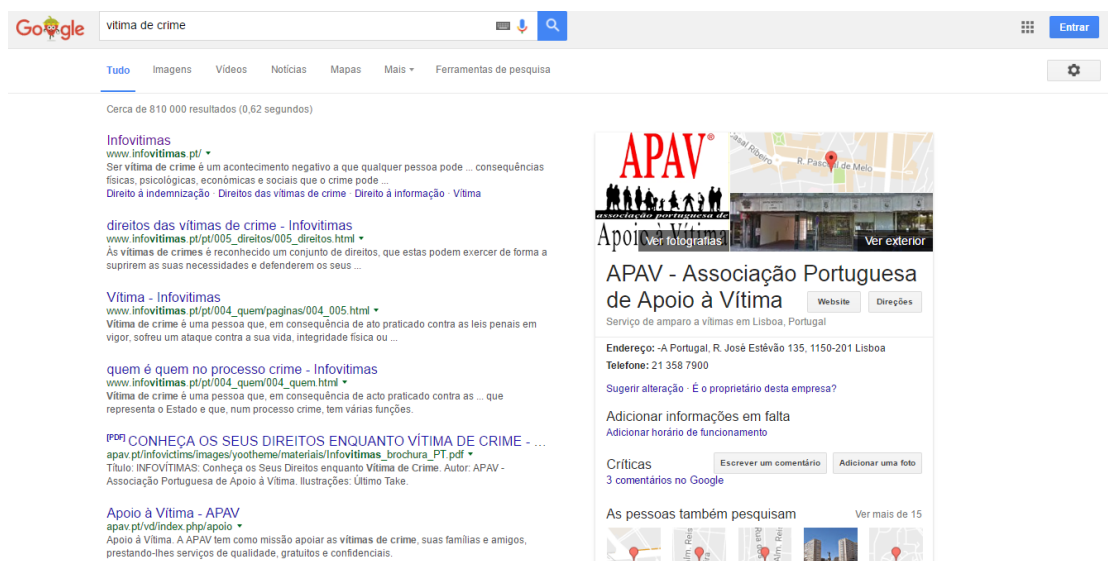 Google
vitima de crime
Entrar
Tudo Imagens Vídeos Notícias Mapas Mais Ferramentas de pesquisa
Cerca de 810 000 resultados (0,62 segundos)
Infovitimas
www.infovitimas.pt/
Ser vítima de crime é um acontecimento negativo a que qualquer pessoa pode ... consequências
físicas, psicológicas, económicas e sociais que o crime pode ...
Direito à indemnização · Direitos das vítimas de crime · Direito à informação · Vítima
direitos das vítimas de crime - Infovitimas
www.infovitimas.pt/pt/005_direitos/005_direitos.html
Às vítimas de crimes é reconhecido um conjunto de direitos, que estas podem exercer de forma a
suprirem as suas necessidades e defenderem os seus ...
Vítima - Infovitimas
www.infovitimas.pt/pt/004_quem/paginas/004_005.html
Vítima de crime é uma pessoa que, em consequência de ato praticado contra as leis penais em
vigor, sofreu um ataque contra a sua vida, integridade física ou ...
quem é quem no processo crime - Infovitimas
www.infovitimas.pt/pt/004_quem/004_quem.html
Vítima de crime é uma pessoa que, em consequência de acto praticado contra as ... que
representa o Estado e que, num processo crime, tem várias funções.
[PDF] CONHEÇA OS SEUS DIREITOS ENQUANTO VÍTIMA DE CRIME - ...
apav.pt/infovictims/images/yootheme/materiais/Infovitimas_brochura_PT.pdf
Título: INFOVÍTIMAS: Conheça os Seus Direitos enquanto Vítima de Crime. Autor: APAV -
Associação Portuguesa de Apoio à Vítima. Ilustrações: Último Take.
Apoio à Vítima - APAV
apav.pt/vd/index.php/apoio
Apoio à Vítima. A APAV tem como missão apoiar as vítimas de crime, suas famílias e amigos,
prestando-lhes serviços de qualidade, gratuitos e confidenciais.
APAV®
associação portuguesa de
Apoio à Vítima
Casal Ribeiro
R. Pascoal de Melo
Ver fotografias
Ver exterior
APAV - Associação Portuguesa
de Apoio à Vítima Website Direções
Serviço de amparo a vítimas em Lisboa, Portugal
Endereço: -A Portugal, R. José Estêvão 135, 1150-201 Lisboa
Telefone: 21 358 7900
Sugerir alteração · É o proprietário desta empresa?
Adicionar informações em falta
Adicionar horário de funcionamento
Críticas Escrever um comentário Adicionar uma foto
3 comentários no Google
As pessoas também pesquisam Ver mais de 15